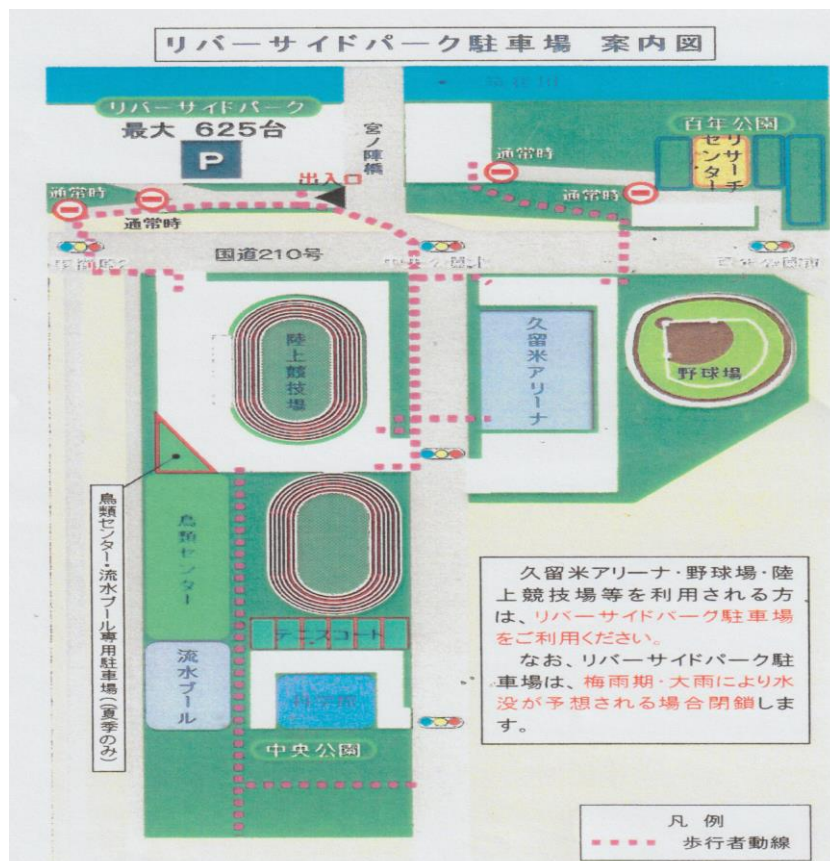 リバーサイドパーク駐車場 案内図
リバーサイドパーク
最大 625台
P
宮ノ陣橋
出入口
通常時
通常時
通常時
通常時
百年公園
リサーチ
センター
国道210号
陸上競技場
久留米アリーナ
野球場
鳥類センター・流水プール専用駐車場（(夏季のみ)
鳥類センター
流水プール
テニスコート
中央公園
久留米アリーナ・野球場・陸
上競技場等を利用される方
は、リバーサイドパーク駐車場
をご利用ください。
なお、リバーサイドパーク駐
車場は、梅雨期・大雨により水
没が予想される場合閉鎖しま
す。
凡 例
歩行者動線